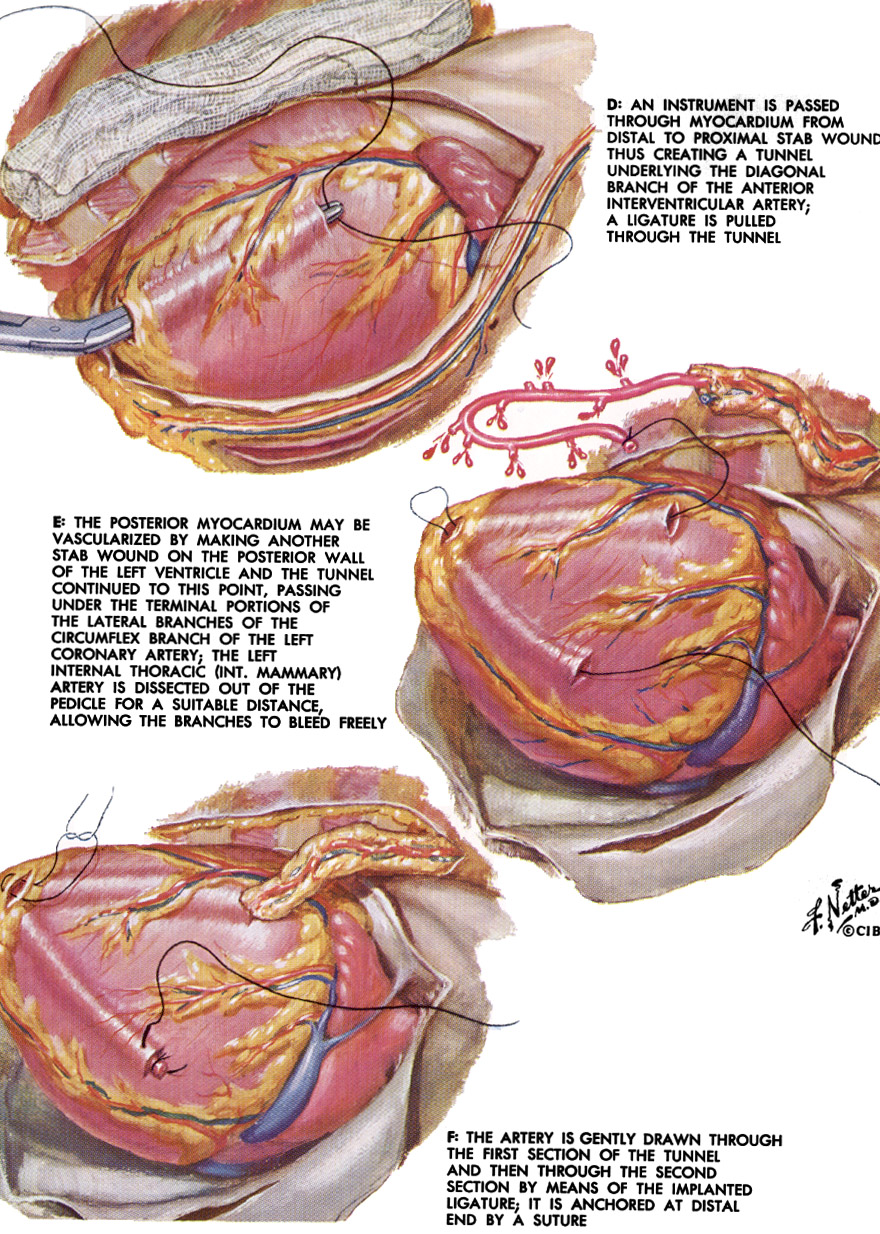 D: AN INSTRUMENT IS PASSED
THROUGH MYOCARDIUM FROM
DISTAL TO PROXIMAL STAB WOUND
THUS CREATING A TUNNEL
UNDERLYING THE DIAGONAL
BRANCH OF THE ANTERIOR
INTERVENTRICULAR ARTERY;
A LIGATURE IS PULLED
THROUGH THE TUNNEL
E: THE POSTERIOR MYOCARDIUM MAY BE
VASCULARIZED BY MAKING ANOTHER
STAB WOUND ON THE POSTERIOR WALL
OF THE LEFT VENTRICLE AND THE TUNNEL
CONTINUED TO THIS POINT, PASSING
UNDER THE TERMINAL PORTIONS OF
THE LATERAL BRANCHES OF THE
CIRCUMFLEX BRANCH OF THE LEFT
CORONARY ARTERY; THE LEFT
INTERNAL THORACIC (INT. MAMMARY)
ARTERY IS DISSECTED OUT OF THE
PEDICLE FOR A SUITABLE DISTANCE,
ALLOWING THE BRANCHES TO BLEED FREELY
F. Netter
M.D.
©CIB
F: THE ARTERY IS GENTLY DRAWN THROUGH
THE FIRST SECTION OF THE TUNNEL
AND THEN THROUGH THE SECOND
SECTION BY MEANS OF THE IMPLANTED
LIGATURE; IT IS ANCHORED AT DISTAL
END BY A SUTURE